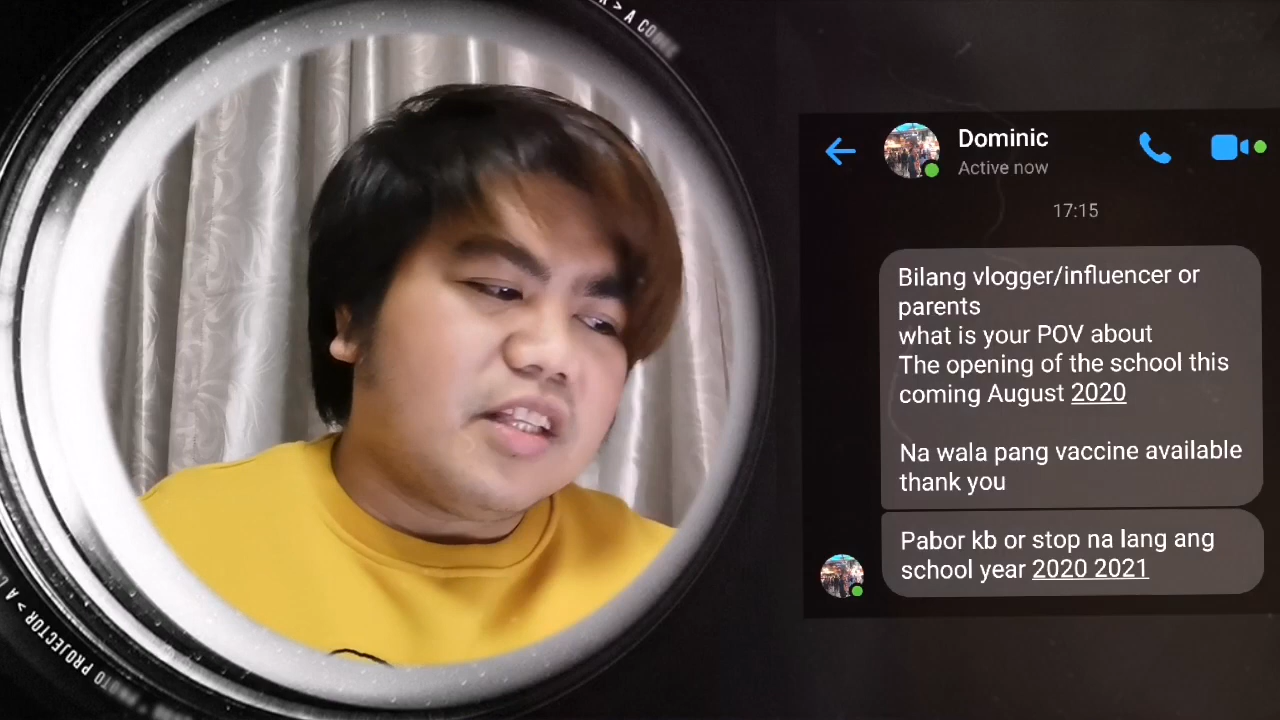 R > A CO
Dominic
Active now
17:15
Bilang vlogger/influencer or
parents
what is your POV about
The opening of the school this
coming August 2020
Na wala pang vaccine available
thank you
Pabor kb or stop na lang ang
school year 2020 2021
PROJECTOR > A